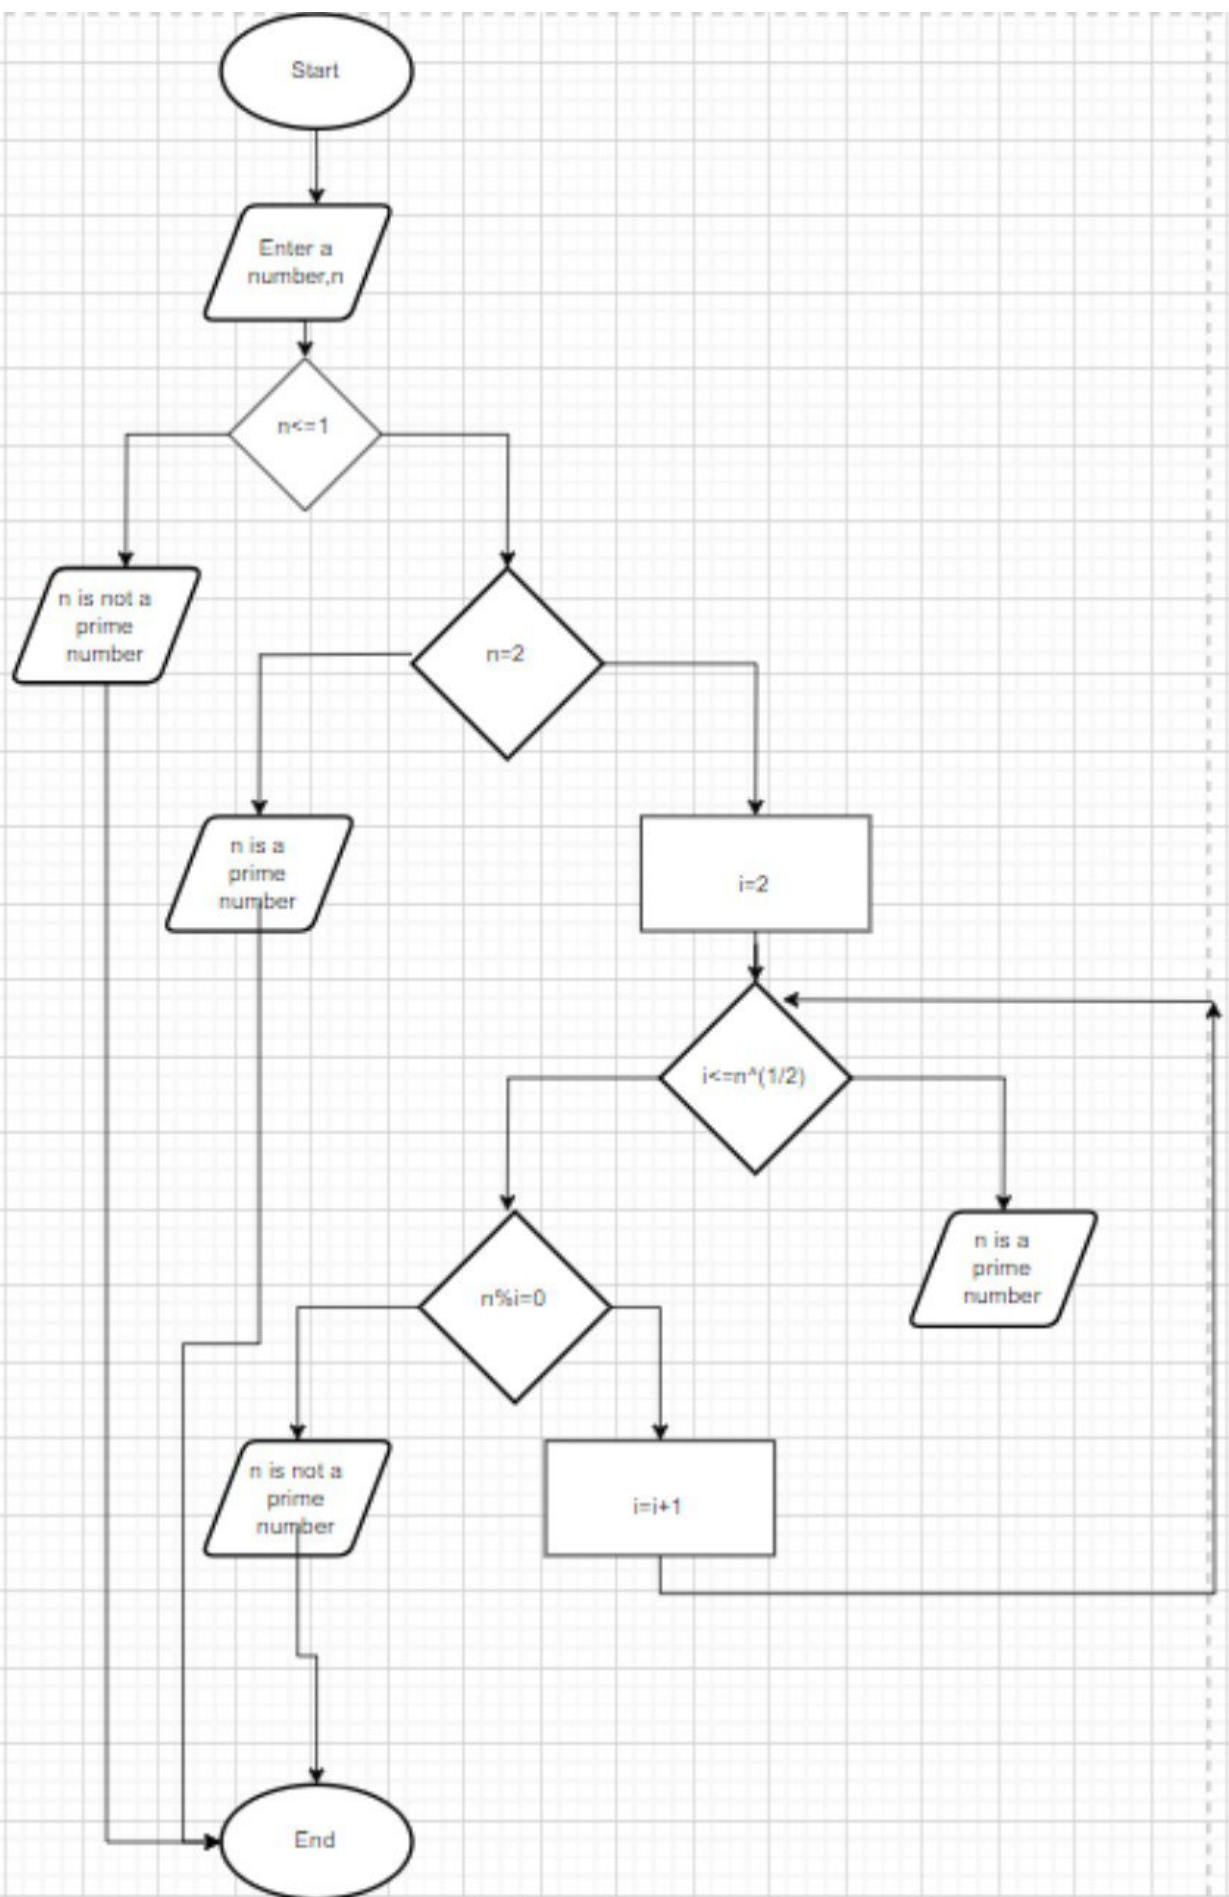 Start
Enter a
number,n
n<=1
n is not a
prime
number
n=2
n is a
prime
number
i=2
i<=n^(1/2)
n%i=0
n is a
prime
number
n is not a
prime
number
i=i+1
End